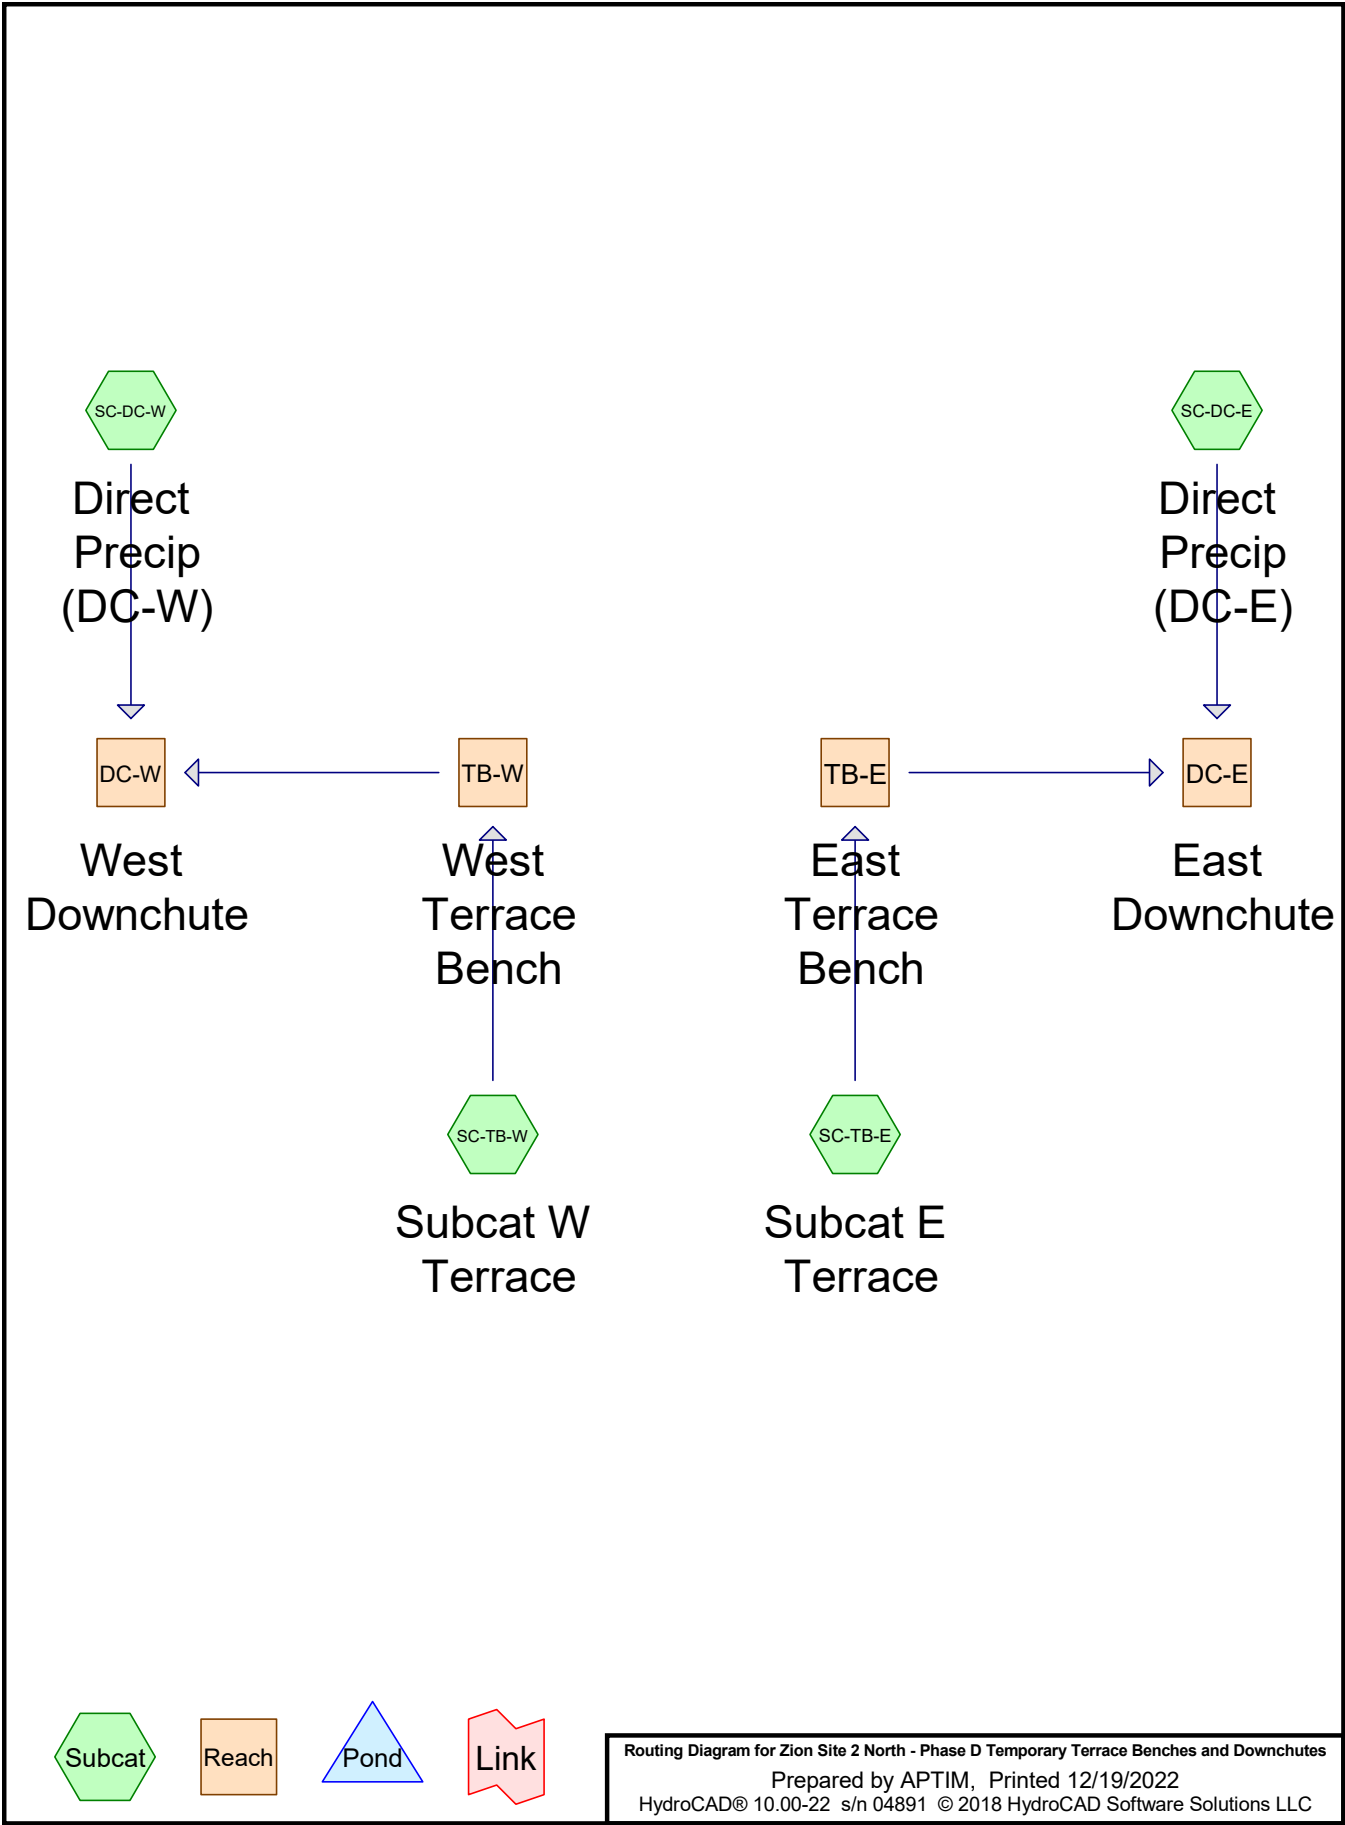 SC-DC-W
Direct
Precip
(DC-W)
SC-DC-E
Direct
Precip
(DC-E)
DC-W
West
Downchute
TB-W
West
Terrace
Bench
TB-E
East
Terrace
Bench
DC-E
East
Downchute
SC-TB-W
Subcat W
Terrace
SC-TB-E
Subcat E
Terrace
Subcat
Reach
Pond
Link
Routing Diagram for Zion Site 2 North - Phase D Temporary Terrace Benches and Downchutes
Prepared by APTIM, Printed 12/19/2022
HydroCAD® 10.00-22 s/n 04891 © 2018 HydroCAD Software Solutions LLC